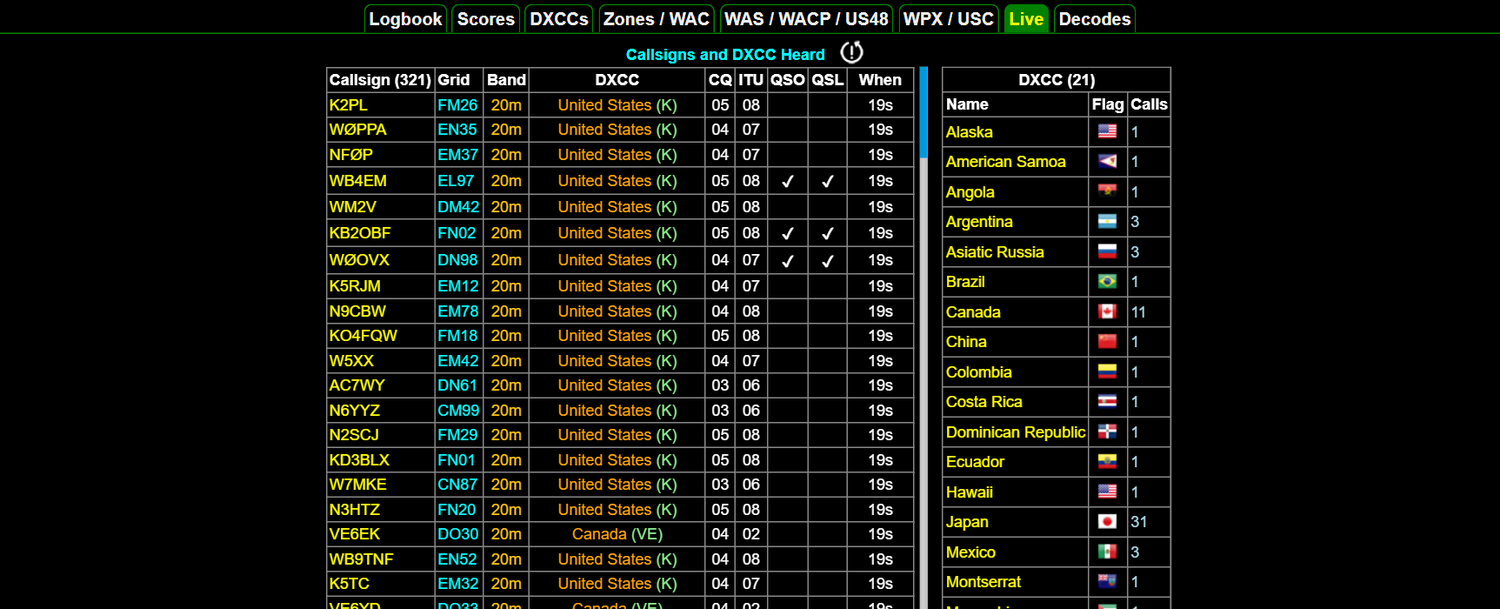 Logbook Scores DXCCs Zones / WAC WAS / WACP / US48 WPX / USC Live Decodes
Callsigns and DXCC Heard
Callsign (321) Grid Band DXCC CQ ITU QSO QSL When
K2PL FM26 20m United States (K) 05 08 19s
WØPPA EN35 20m United States (K) 04 07 19s
NFØP EM37 20m United States (K) 04 07 19s
WB4EM EL97 20m United States (K) 05 08 ✓ ✓ 19s
WM2V DM42 20m United States (K) 05 08 19s
KB2OBF FN02 20m United States (K) 05 08 ✓ ✓ 19s
WØOVX DN98 20m United States (K) 04 07 ✓ ✓ 19s
K5RJM EM12 20m United States (K) 04 07 19s
N9CBW EM78 20m United States (K) 04 08 19s
KO4FQW FM18 20m United States (K) 05 08 19s
W5XX EM42 20m United States (K) 04 07 19s
AC7WY DN61 20m United States (K) 03 06 19s
N6YYZ CM99 20m United States (K) 03 06 19s
N2SCJ FM29 20m United States (K) 05 08 19s
KD3BLX FN01 20m United States (K) 05 08 19s
W7MKE CN87 20m United States (K) 03 06 19s
N3HTZ FN20 20m United States (K) 05 08 19s
VE6EK DO30 20m Canada (VE) 04 02 19s
WB9TNF EN52 20m United States (K) 04 08 19s
K5TC EM32 20m United States (K) 04 07 19s
VE6YD DO33 20m Canada (VE) 04 02 19s
DXCC (21)
Name Flag Calls
Alaska 1
American Samoa 1
Angola 1
Argentina 3
Asiatic Russia 3
Brazil 1
Canada 11
China 1
Colombia 1
Costa Rica 1
Dominican Republic 1
Ecuador 1
Hawaii 1
Japan 31
Mexico 3
Montserrat 1